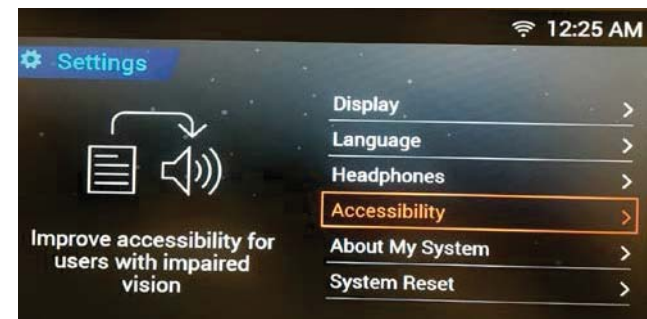 12:25 AM
Settings
Display
Language
Headphones
Accessibility
About My System
System Reset
Improve accessibility for
users with impaired
vision